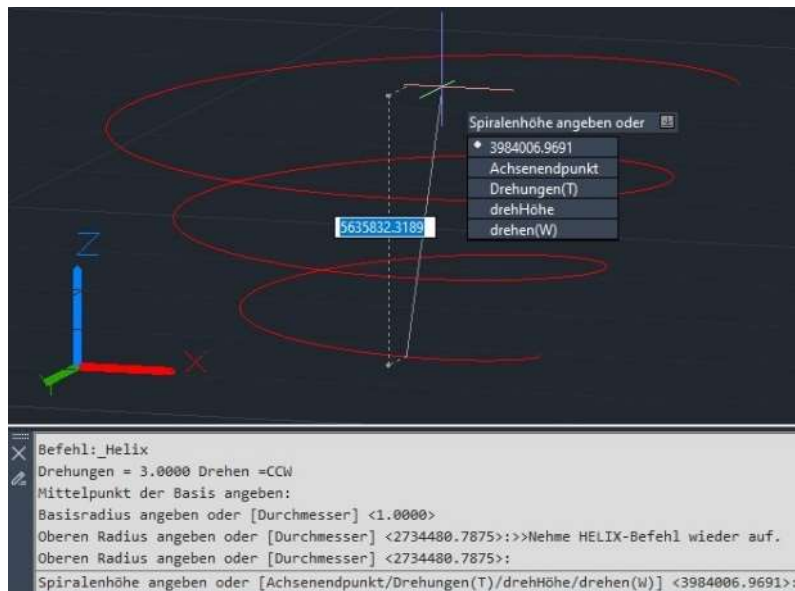 Spiralenhöhe angeben oder
3984006.9691
Achsenendpunkt
Drehungen(T)
drehHöhe
drehen(W)
5635832.3189
Z
X
Y
Befehl:_Helix
Drehungen = 3.0000 Drehen =CCW
Mittelpunkt der Basis angeben:
Basisradius angeben oder [Durchmesser] <1.0000>
Oberen Radius angeben oder [Durchmesser] <2734480.7875>:>>Nehme HELIX-Befehl wieder auf.
Oberen Radius angeben oder [Durchmesser] <2734480.7875>:
Spiralenhöhe angeben oder [Achsenendpunkt/Drehungen(T)/drehHöhe/drehen(W)] <3984006.9691>: